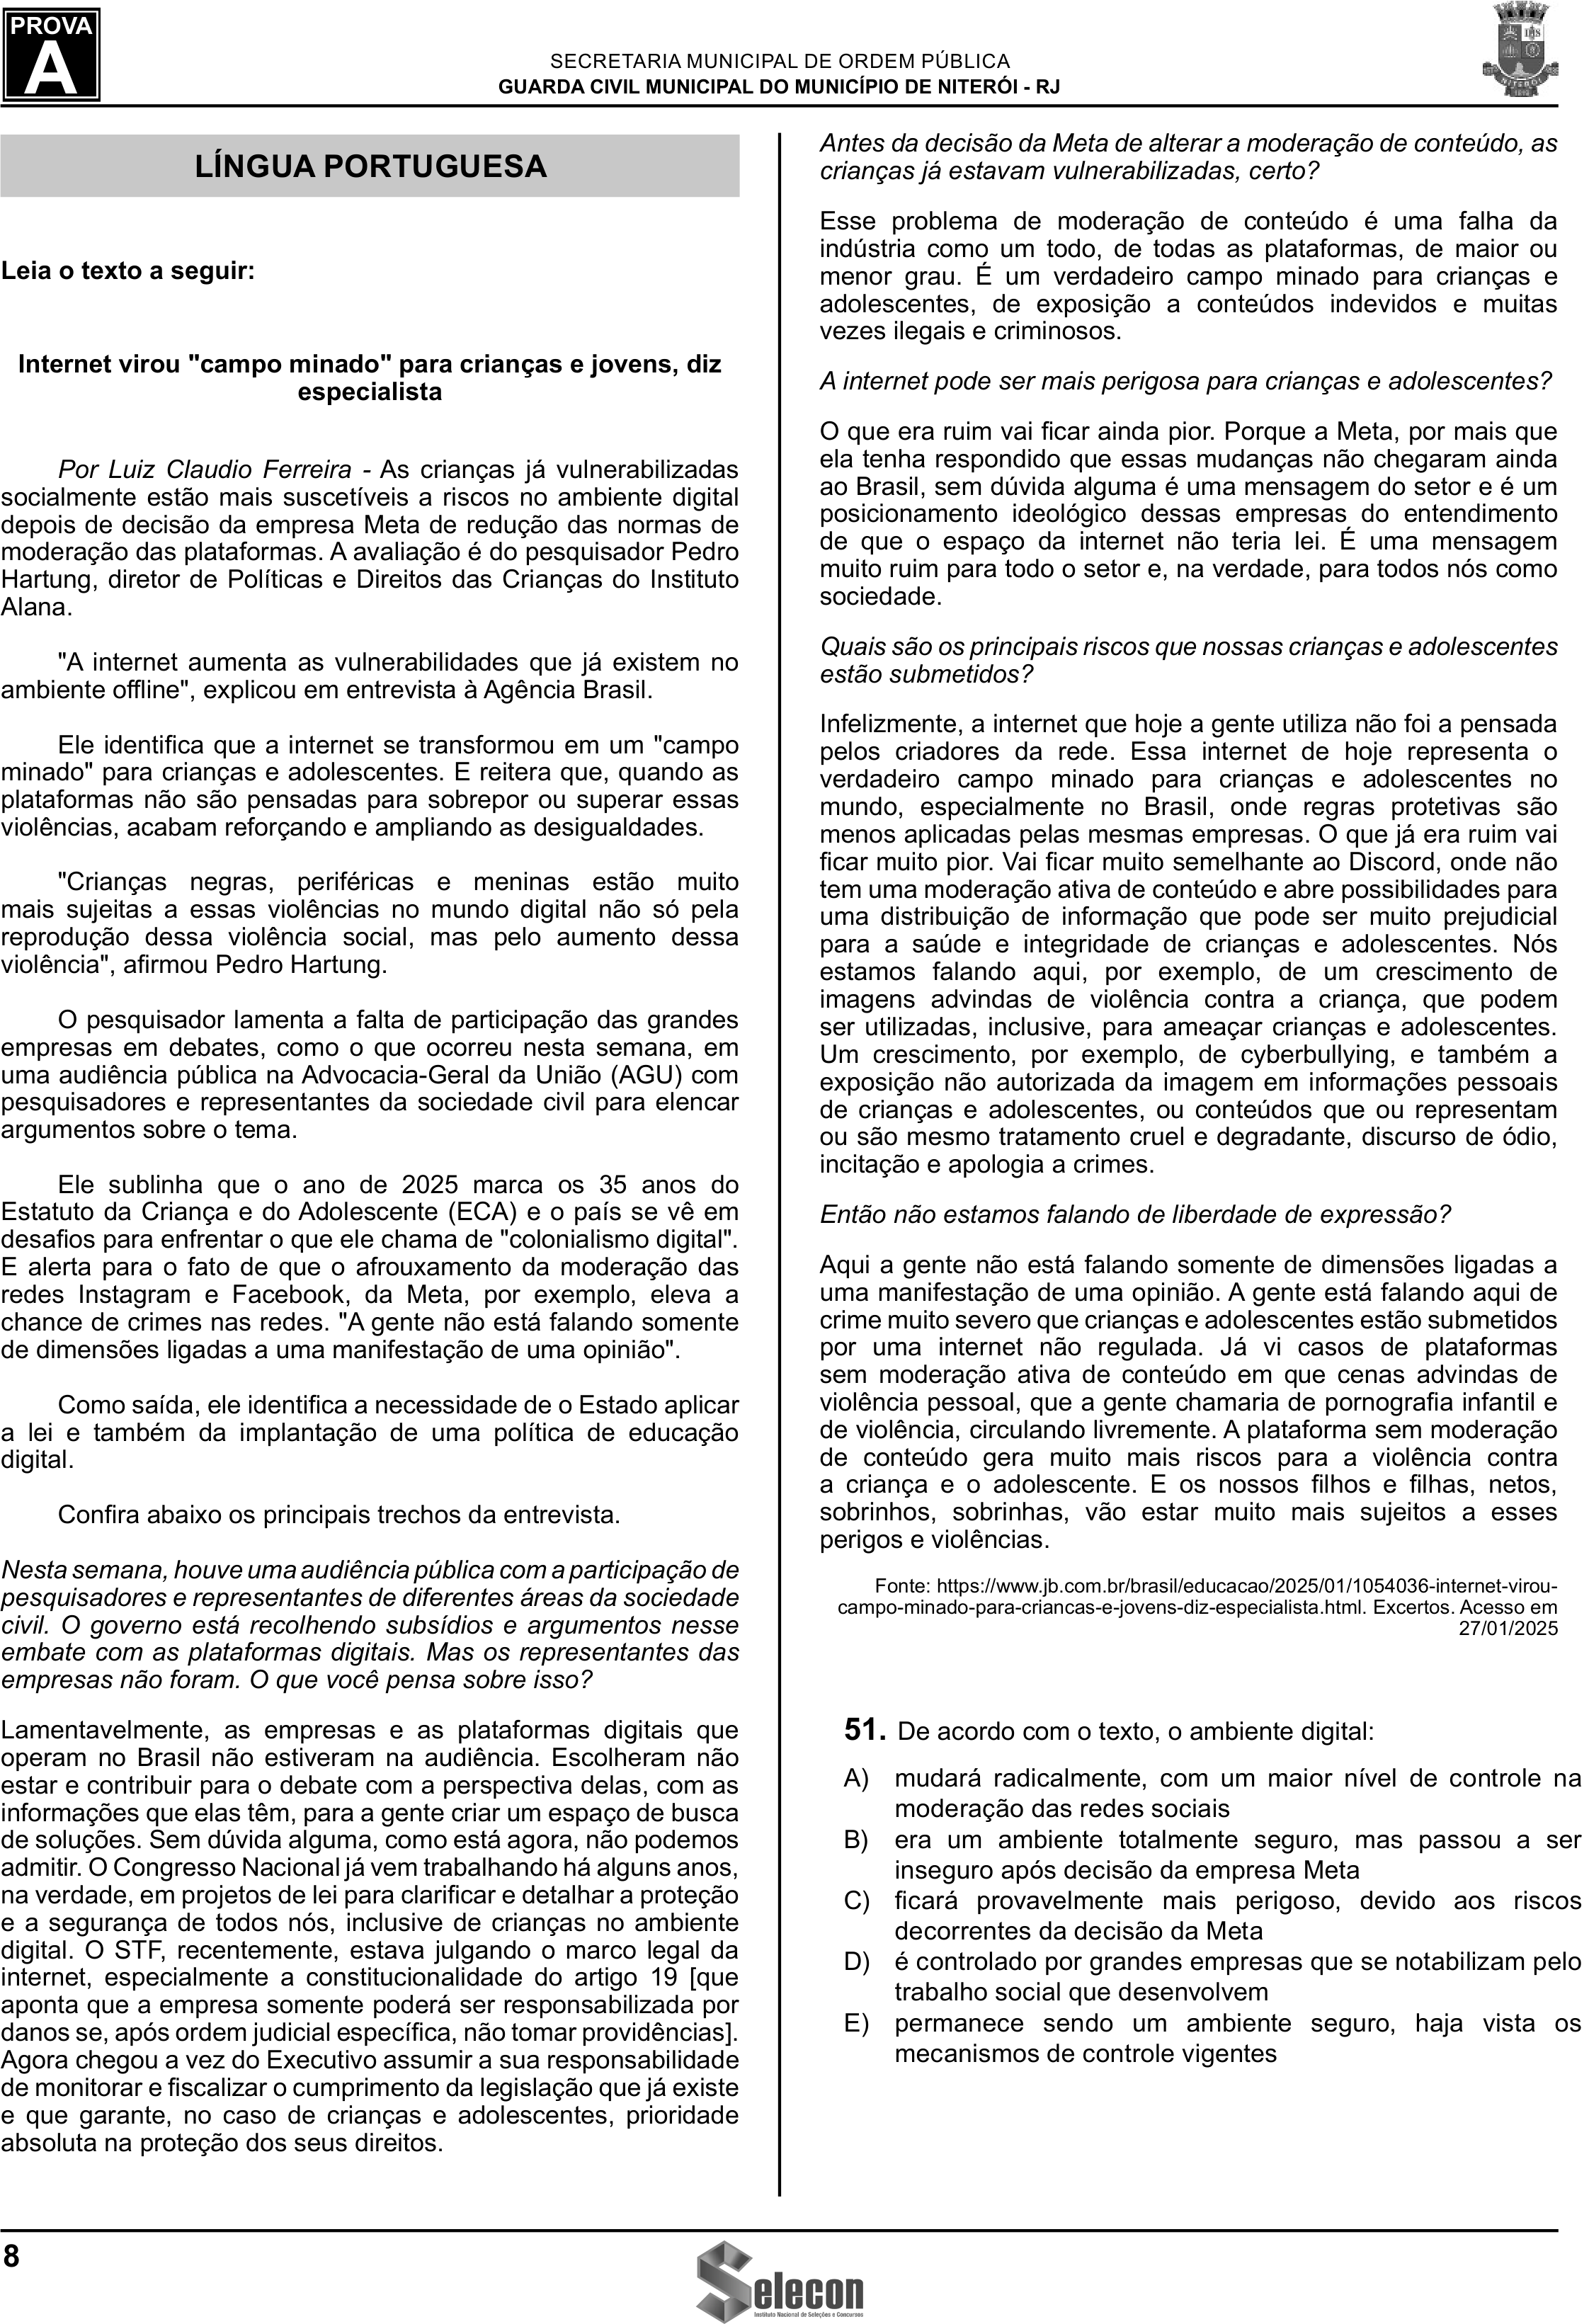 PROVA
A
SECRETARIA MUNICIPAL DE ORDEM PÚBLICA
GUARDA CIVIL MUNICIPAL DO MUNICÍPIO DE NITERÓI - RJ
NITERÓI
LÍNGUA PORTUGUESA
Leia o texto a seguir:
Internet virou "campo minado" para crianças e jovens, diz
especialista
Por Luiz Claudio Ferreira - As crianças já vulnerabilizadas
socialmente estão mais suscetíveis a riscos no ambiente digital
depois de decisão da empresa Meta de redução das normas de
moderação das plataformas. A avaliação é do pesquisador Pedro
Hartung, diretor de Políticas e Direitos das Crianças do Instituto
Alana.
"A internet aumenta as vulnerabilidades que já existem no
ambiente offline", explicou em entrevista à Agência Brasil.
Ele identifica que a internet se transformou em um "campo
minado" para crianças e adolescentes. E reitera que, quando as
plataformas não são pensadas para sobrepor ou superar essas
violências, acabam reforçando e ampliando as desigualdades.
"Crianças negras, periféricas e meninas estão muito
mais sujeitas a essas violências no mundo digital não só pela
reprodução dessa violência social, mas pelo aumento dessa
violência", afirmou Pedro Hartung.
O pesquisador lamenta a falta de participação das grandes
empresas em debates, como o que ocorreu nesta semana, em
uma audiência pública na Advocacia-Geral da União (AGU) com
pesquisadores e representantes da sociedade civil para elencar
argumentos sobre o tema.
Ele sublinha que o ano de 2025 marca os 35 anos do
Estatuto da Criança e do Adolescente (ECA) e o país se vê em
desafios para enfrentar o que ele chama de "colonialismo digital".
E alerta para o fato de que o afrouxamento da moderação das
redes Instagram e Facebook, da Meta, por exemplo, eleva a
chance de crimes nas redes. "A gente não está falando somente
de dimensões ligadas a uma manifestação de uma opinião".
Como saída, ele identifica a necessidade de o Estado aplicar
a lei e também da implantação de uma política de educação
digital.
Confira abaixo os principais trechos da entrevista.
Nesta semana, houve uma audiência pública com a participação de
pesquisadores e representantes de diferentes áreas da sociedade
civil. O governo está recolhendo subsídios e argumentos nesse
embate com as plataformas digitais. Mas os representantes das
empresas não foram. O que você pensa sobre isso?
Lamentavelmente, as empresas e as plataformas digitais que
operam no Brasil não estiveram na audiência. Escolheram não
estar e contribuir para o debate com a perspectiva delas, com as
informações que elas têm, para a gente criar um espaço de busca
de soluções. Sem dúvida alguma, como está agora, não podemos
admitir. O Congresso Nacional já vem trabalhando há alguns anos,
na verdade, em projetos de lei para clarificar e detalhar a proteção
e a segurança de todos nós, inclusive de crianças no ambiente
digital. O STF, recentemente, estava julgando o marco legal da
internet, especialmente a constitucionalidade do artigo 19 [que
aponta que a empresa somente poderá ser responsabilizada por
danos se, após ordem judicial específica, não tomar providências].
Agora chegou a vez do Executivo assumir a sua responsabilidade
de monitorar e fiscalizar o cumprimento da legislação que já existe
e que garante, no caso de crianças e adolescentes, prioridade
absoluta na proteção dos seus direitos.
Antes da decisão da Meta de alterar a moderação de conteúdo, as
crianças já estavam vulnerabilizadas, certo?
Esse problema de moderação de conteúdo é uma falha da
indústria como um todo, de todas as plataformas, de maior ou
menor grau. É um verdadeiro campo minado para crianças e
adolescentes, de exposição a conteúdos indevidos e muitas
vezes ilegais e criminosos.
A internet pode ser mais perigosa para crianças e adolescentes?
O que era ruim vai ficar ainda pior. Porque a Meta, por mais que
ela tenha respondido que essas mudanças não chegaram ainda
ao Brasil, sem dúvida alguma é uma mensagem do setor e é um
posicionamento ideológico dessas empresas do entendimento
de que o espaço da internet não teria lei. É uma mensagem
muito ruim para todo o setor e, na verdade, para todos nós como
sociedade.
Quais são os principais riscos que nossas crianças e adolescentes
estão submetidos?
Infelizmente, a internet que hoje a gente utiliza não foi a pensada
pelos criadores da rede. Essa internet de hoje representa o
verdadeiro campo minado para crianças e adolescentes no
mundo, especialmente no Brasil, onde regras protetivas são
menos aplicadas pelas mesmas empresas. O que já era ruim vai
ficar muito pior. Vai ficar muito semelhante ao Discord, onde não
tem uma moderação ativa de conteúdo e abre possibilidades para
uma distribuição de informação que pode ser muito prejudicial
para a saúde e integridade de crianças e adolescentes. Nós
estamos falando aqui, por exemplo, de um crescimento de
imagens advindas de violência contra a criança, que podem
ser utilizadas, inclusive, para ameaçar crianças e adolescentes.
Um crescimento, por exemplo, de cyberbullying, e também a
exposição não autorizada da imagem em informações pessoais
de crianças e adolescentes, ou conteúdos que ou representam
ou são mesmo tratamento cruel e degradante, discurso de ódio,
incitação e apologia a crimes.
Então não estamos falando de liberdade de expressão?
Aqui a gente não está falando somente de dimensões ligadas a
uma manifestação de uma opinião. A gente está falando aqui de
crime muito severo que crianças e adolescentes estão submetidos
por uma internet não regulada. Já vi casos de plataformas
sem moderação ativa de conteúdo em que cenas advindas de
violência pessoal, que a gente chamaria de pornografia infantil e
de violência, circulando livremente. A plataforma sem moderação
de conteúdo gera muito mais riscos para a violência contra
a criança e o adolescente. E os nossos filhos e filhas, netos,
sobrinhos, sobrinhas, vão estar muito mais sujeitos a esses
perigos e violências.
Fonte: https://www.jb.com.br/brasil/educacao/2025/01/1054036-internet-virou-
campo-minado-para-criancas-e-jovens-diz-especialista.html. Excertos. Acesso em
27/01/2025
51. De acordo com o texto, o ambiente digital:
A) mudará radicalmente, com um maior nível de controle na
moderação das redes sociais
B) era um ambiente totalmente seguro, mas passou a ser
inseguro após decisão da empresa Meta
C) ficará provavelmente mais perigoso, devido aos riscos
decorrentes da decisão da Meta
D) é controlado por grandes empresas que se notabilizam pelo
trabalho social que desenvolvem
E) permanece sendo um ambiente seguro, haja vista os
mecanismos de controle vigentes
8
Selecon
Instituto Nacional de Seleções e Concursos